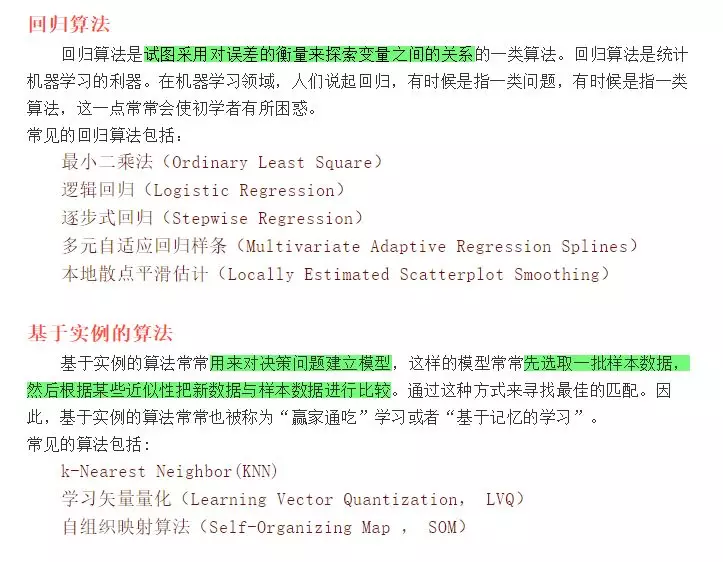 回归算法
回归算法是试图采用对误差的衡量来探索变量之间的关系的一类算法。回归算法是统计
机器学习的利器。在机器学习领域，人们说起回归，有时候是指一类问题，有时候是指一类
算法，这一点常常会使初学者有所困惑。
常见的回归算法包括：
最小二乘法（Ordinary Least Square）
逻辑回归（Logistic Regression）
逐步式回归（Stepwise Regression）
多元自适应回归样条（Multivariate Adaptive Regression Splines）
本地散点平滑估计（Locally Estimated Scatterplot Smoothing）
基于实例的算法
基于实例的算法常常用来对决策问题建立模型，这样的模型常常先选取一批样本数据，
然后根据某些近似性把新数据与样本数据进行比较。通过这种方式来寻找最佳的匹配。因
此，基于实例的算法常常也被称为“赢家通吃”学习或者“基于记忆的学习”。
常见的算法包括:
k-Nearest Neighbor(KNN)
学习矢量量化（Learning Vector Quantization， LVQ）
自组织映射算法（Self-Organizing Map ， SOM）